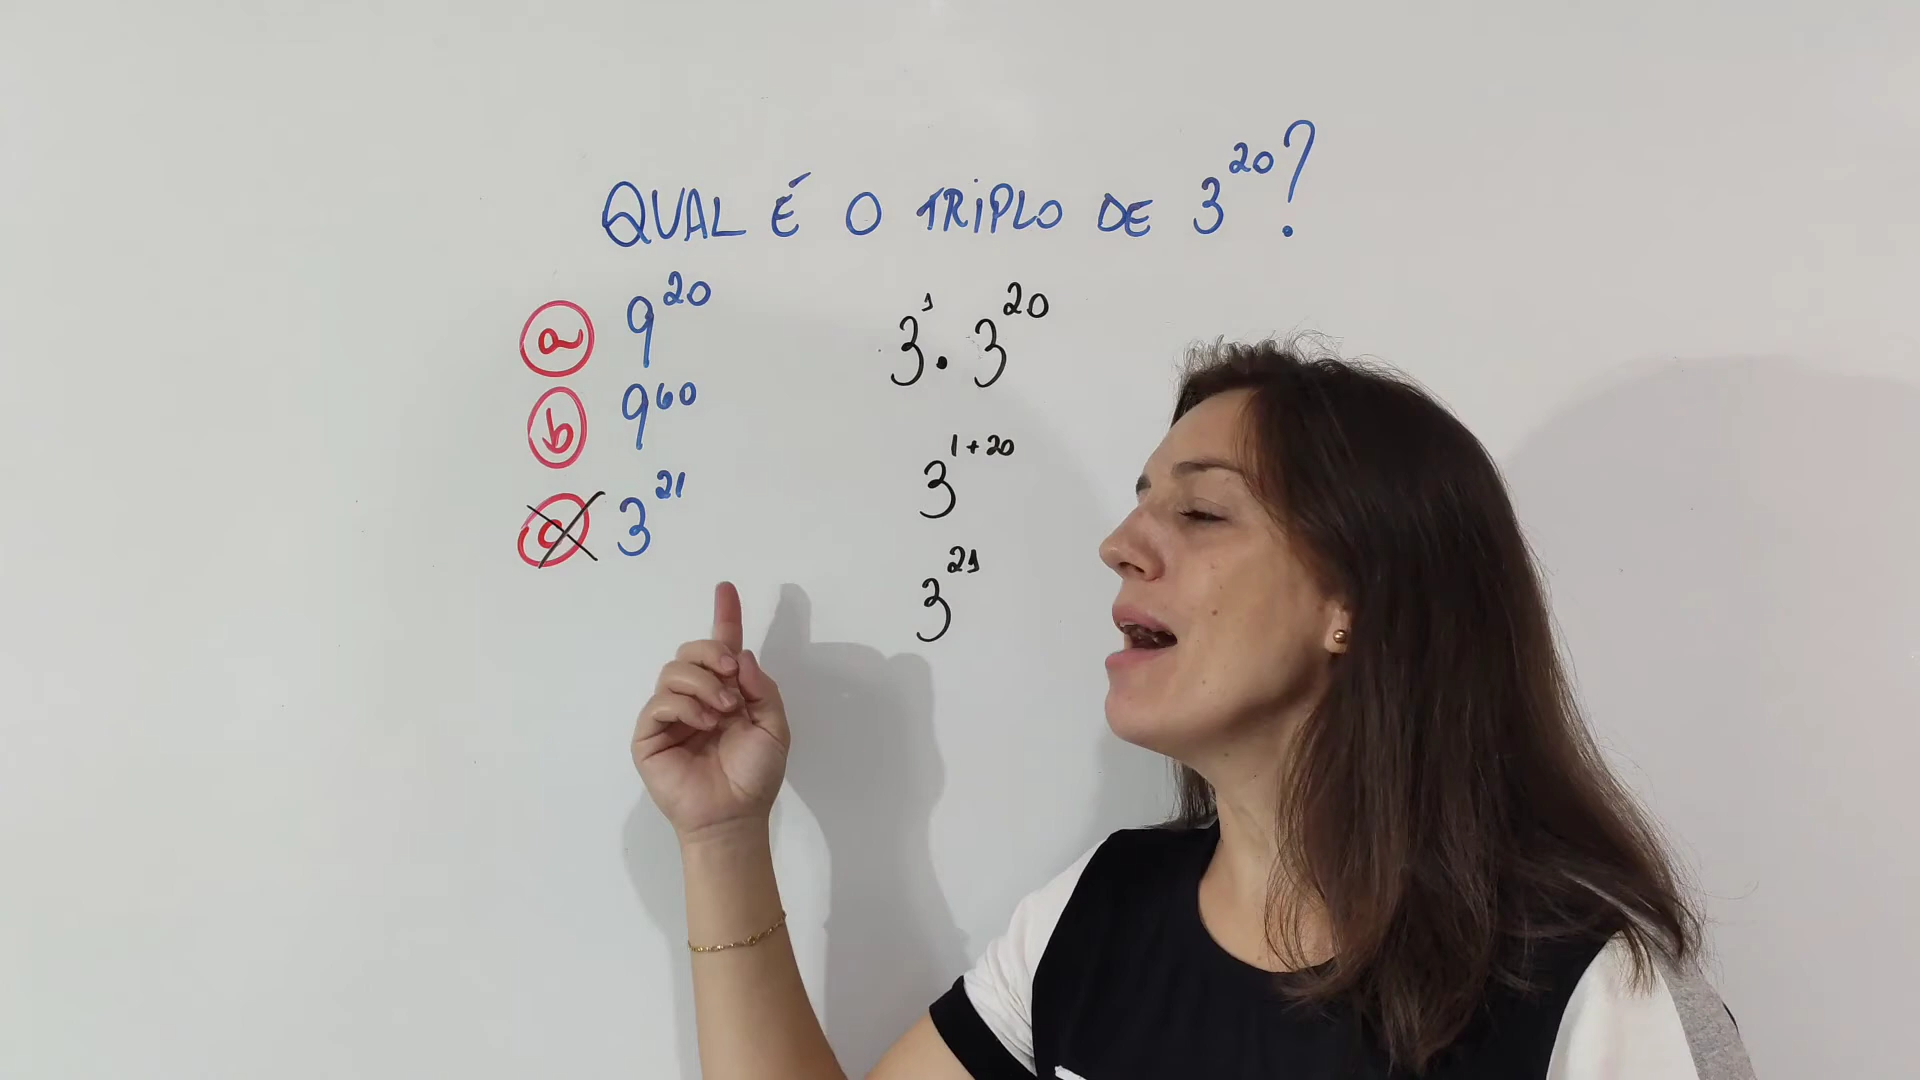 QUAL É O TRIPLO DE 3²⁰?
a 9²⁰
b 9⁶⁰
c 3²¹
3¹ . 3²⁰
3¹⁺²⁰
3²¹